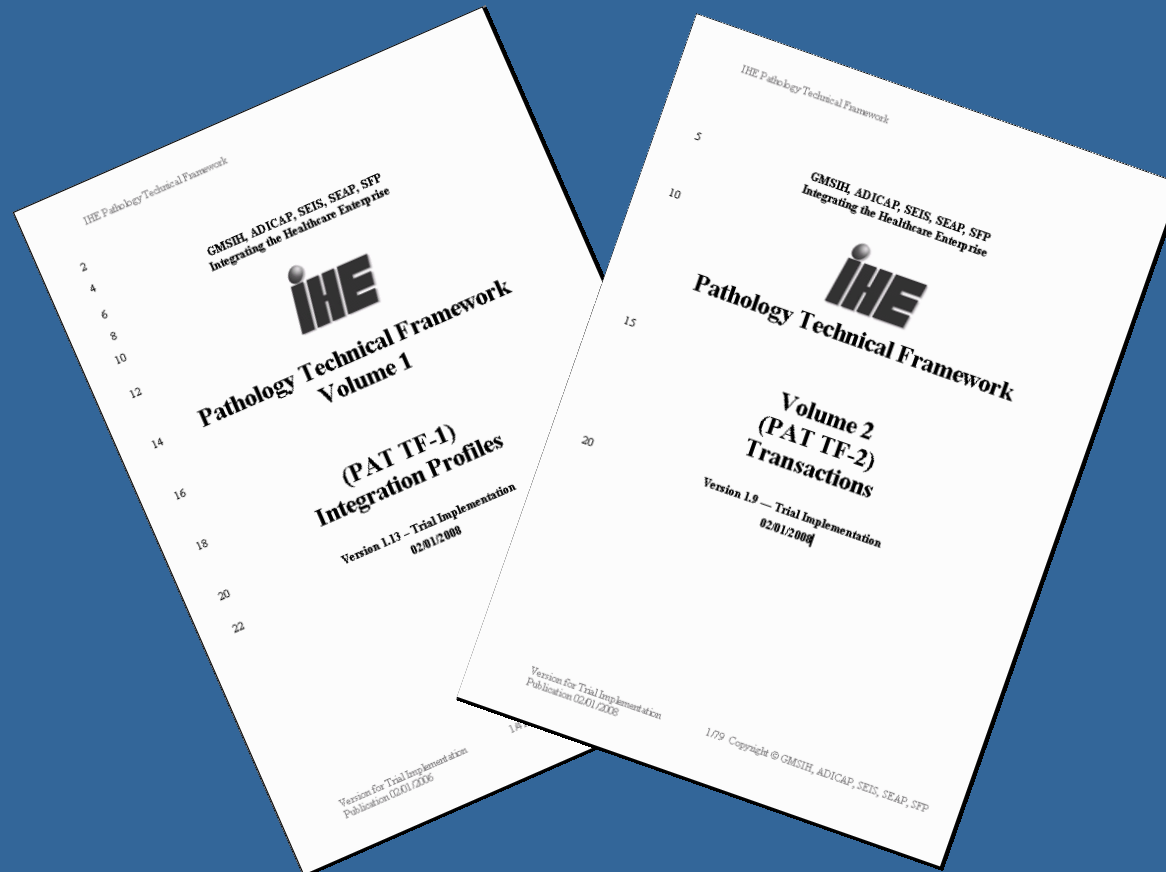 IHE Pathology Technical Framework
2
4
6
8
10
12
14
16
18
20
22
GMSIH, ADICAP, SEIS, SEAP, SFP
Integrating the Healthcare Enterprise
iHE
Pathology Technical Framework
Volume 1
(PAT TF-1)
Integration Profiles
Version 1.13 – Trial Implementation
02/01/2008
Version for Trial Implementation
Publication 02/01/2006
IHE Pathology Technical Framework
5
10
15
20
GMSIH, ADICAP, SEIS, SEAP, SFP
Integrating the Healthcare Enterprise
iHE
Pathology Technical Framework
Volume 2
(PAT TF-2)
Transactions
Version 1.9 — Trial Implementation
02/01/2008
Version for Trial Implementation
Publication 02/01/2008
1/79 Copyright © GMSIH, ADICAP, SEIS, SEAP, SFP